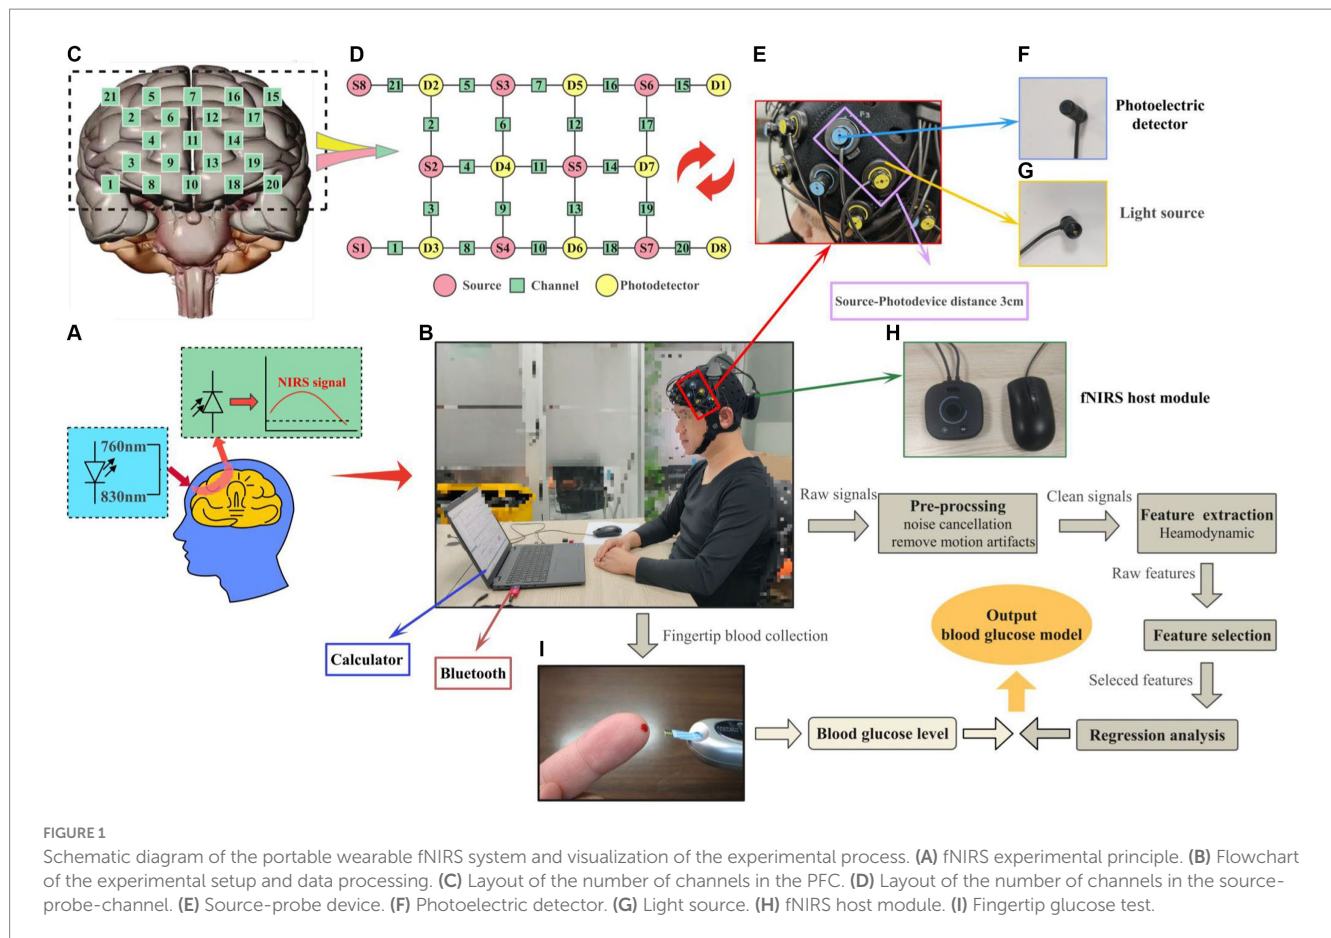 C
D
E
F
21 5 7 16 15
2 6 12 17
4 11 14
3 9 13 19
1 8 10 18 20
S8 21 D2 5 S3 7 D5 16 S6 15 D1
2 6 12 17
S2 4 D4 11 S5 14 D7
3 9 13 19
S1 1 D3 8 S4 10 D6 18 S7 20 D8
Source Channel Photodetector
Photoelectric
detector
G
Light source
Source-Photodevice distance 3cm
A
B
H
NIRS signal
760nm
830nm
fNIRS host module
Raw signals
Pre-procssing
noise cancellation
remove motion artifacts
Clean signals
Feature extraction
Heamodynamic
Raw features
Feature selection
Seleced features
Regression analysis
Output
blood glucose model
Blood glucose level
Fingertip blood collection
Calculator
Bluetooth
I
FIGURE 1
Schematic diagram of the portable wearable fNIRS system and visualization of the experimental process. (A) fNIRS experimental principle. (B) Flowchart
of the experimental setup and data processing. (C) Layout of the number of channels in the PFC. (D) Layout of the number of channels in the source-
probe-channel. (E) Source-probe device. (F) Photoelectric detector. (G) Light source. (H) fNIRS host module. (I) Fingertip glucose test.